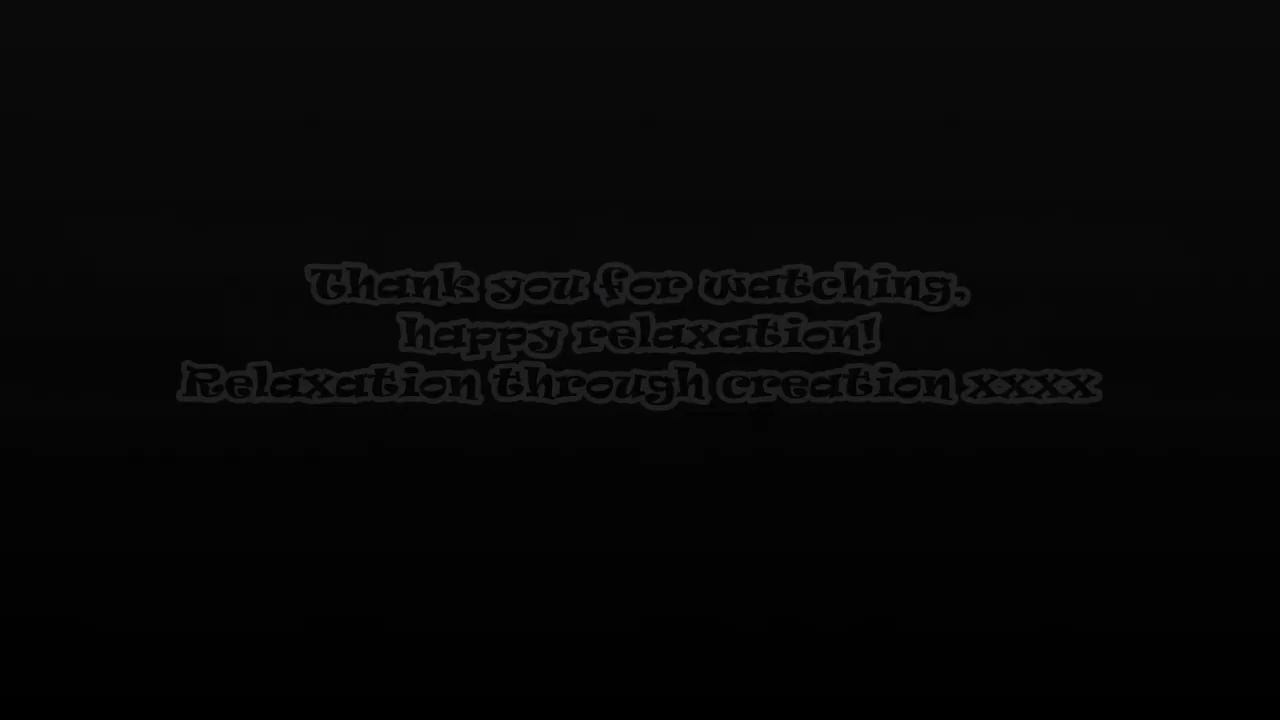 Thank you for watching,
happy relaxation!
Relaxation through creation xxxx